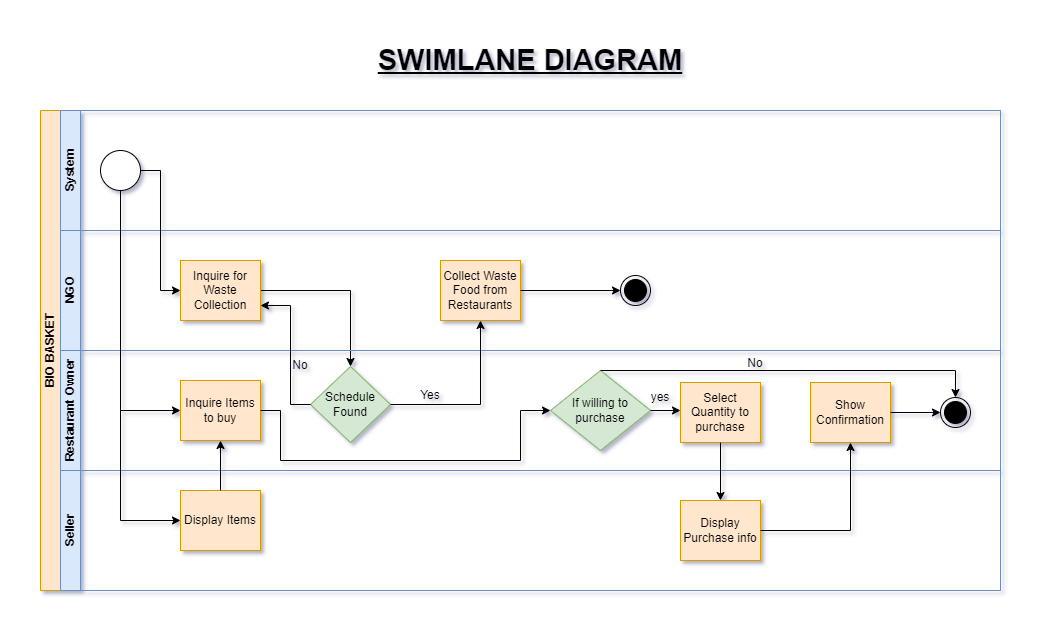 SWIMLANE DIAGRAM
BIO BASKET
System
NGO
Inquire for
Waste
Collection
Collect Waste
Food from
Restaurants
Restaurant Owner
No
Inquire Items
to buy
Schedule
Found
Yes
If willing to
purchase
yes
No
Select
Quantity to
purchase
Show
Confirmation
Seller
Display Items
Display
Purchase info